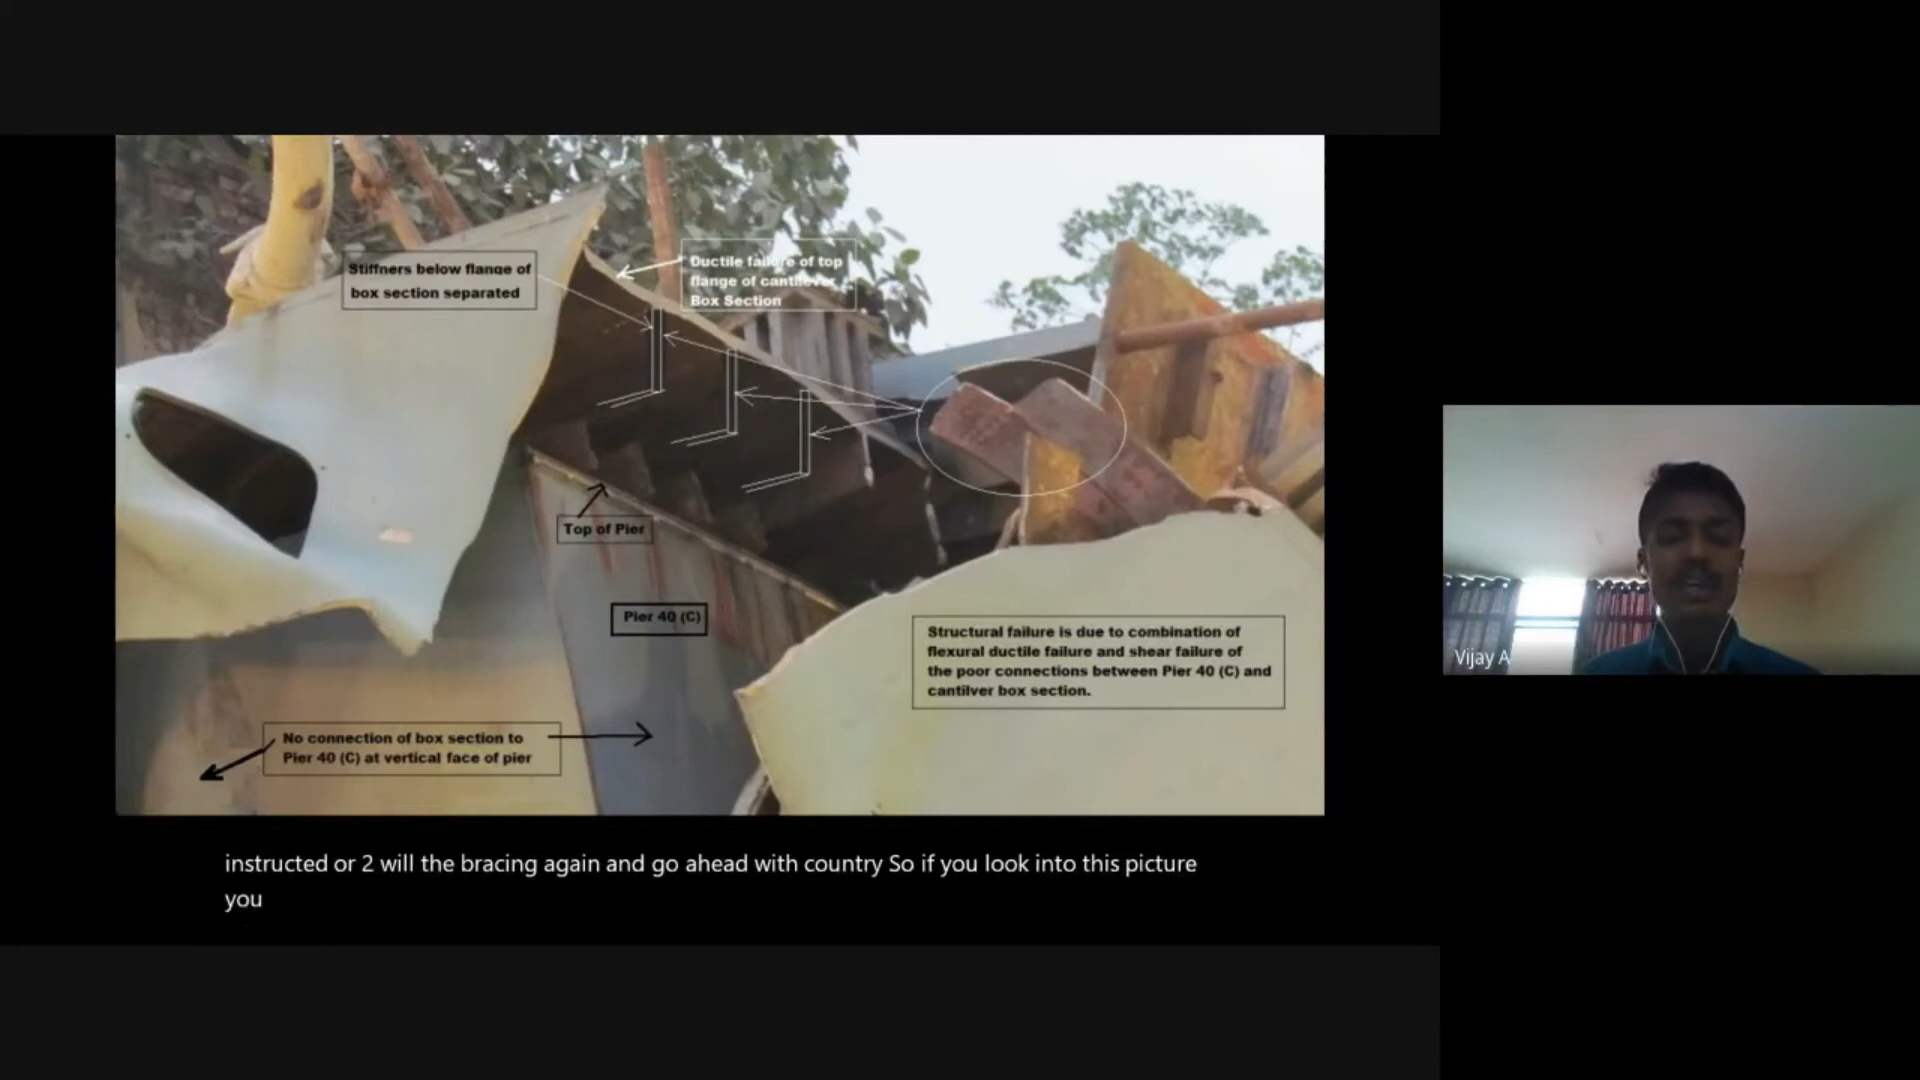 Stiffners below flange of
box section separated
Ductile failure of top
flange of cantilever
Box Section
Top of Pier
Pier 40 (C)
Structural failure is due to combination of
flexural ductile failure and shear failure of
the poor connections between Pier 40 (C) and
cantilver box section.
No connection of box section to
Pier 40 (C) at vertical face of pier
Vijay A
instructed or 2 will the bracing again and go ahead with country So if you look into this picture
you